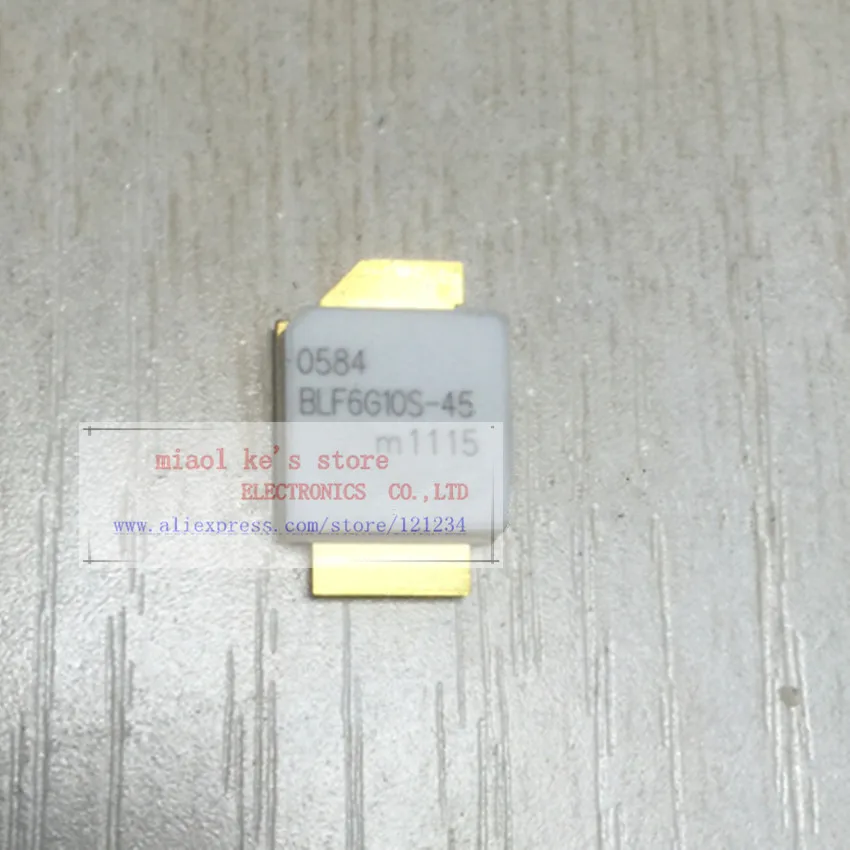 0584
BLF6G10S-45
m1115
miaol ke's store
ELECTRONICS CO.,LTD
www.aliexpress.com/store/121234